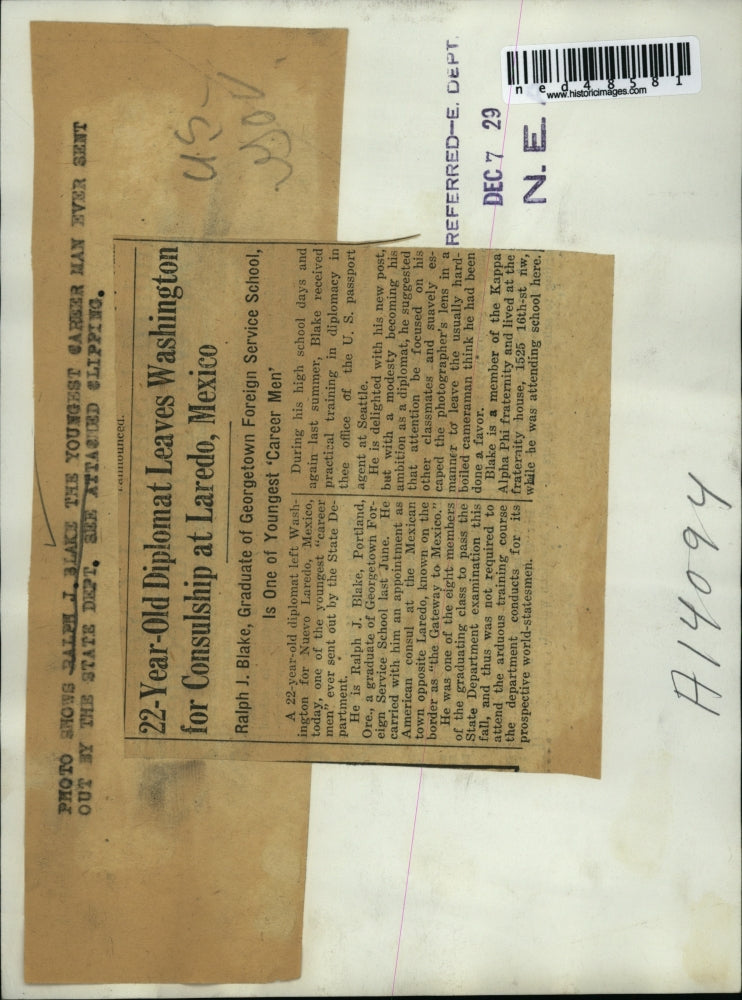 PHOTO SHOWS RALPH J. BLAKE THE YOUNGEST CAREER MAN EVER SENT
OUT BY THE STATE DEPT. SEE ATTASIED CLIPPING.
US-
Gov.
announced.
22-Year-Old Diplomat Leaves Washington
for Consulship at Laredo, Mexico
Ralph J. Blake, Graduate of Georgetown Foreign Service School,
Is One of Youngest 'Career Men'
A 22-year-old diplomat left Wash-
ington for Nuevo Laredo, Mexico,
today, one of the youngest "career
men" ever sent out by the State De-
partment.
He is Ralph J. Blake, Portland,
Ore., a graduate of Georgetown For-
eign Service School last June. He
carried with him an appointment as
American consul at the Mexican
town opposite Laredo, known on the
border as "the Gateway to Mexico."
He was one of the eight members
of the graduating class to pass the
State Department examination this
fall, and thus was not required to
attend the arduous training course
the department conducts for its
prospective world-statesmen.
During his high school days and
again last summer, Blake received
practical training in diplomacy in
thee office of the U. S. passport
agent at Seattle.
He is delighted with his new post,
but with a modesty becoming his
ambition as a diplomat, he suggested
that attention be focused on his
other classmates and suavely es-
caped the photographer's lens in a
manner to leave the usually hard-
boiled cameraman think he had been
done a favor.
Blake is a member of the Kappa
Alpha Phi fraternity and lived at the
fraternity house, 1525 16th-st nw,
while he was attending school here.
REFERRED—E. DEPT.
DEC 7 29
N. E.
ned48581
www.historicimages.com
A14094